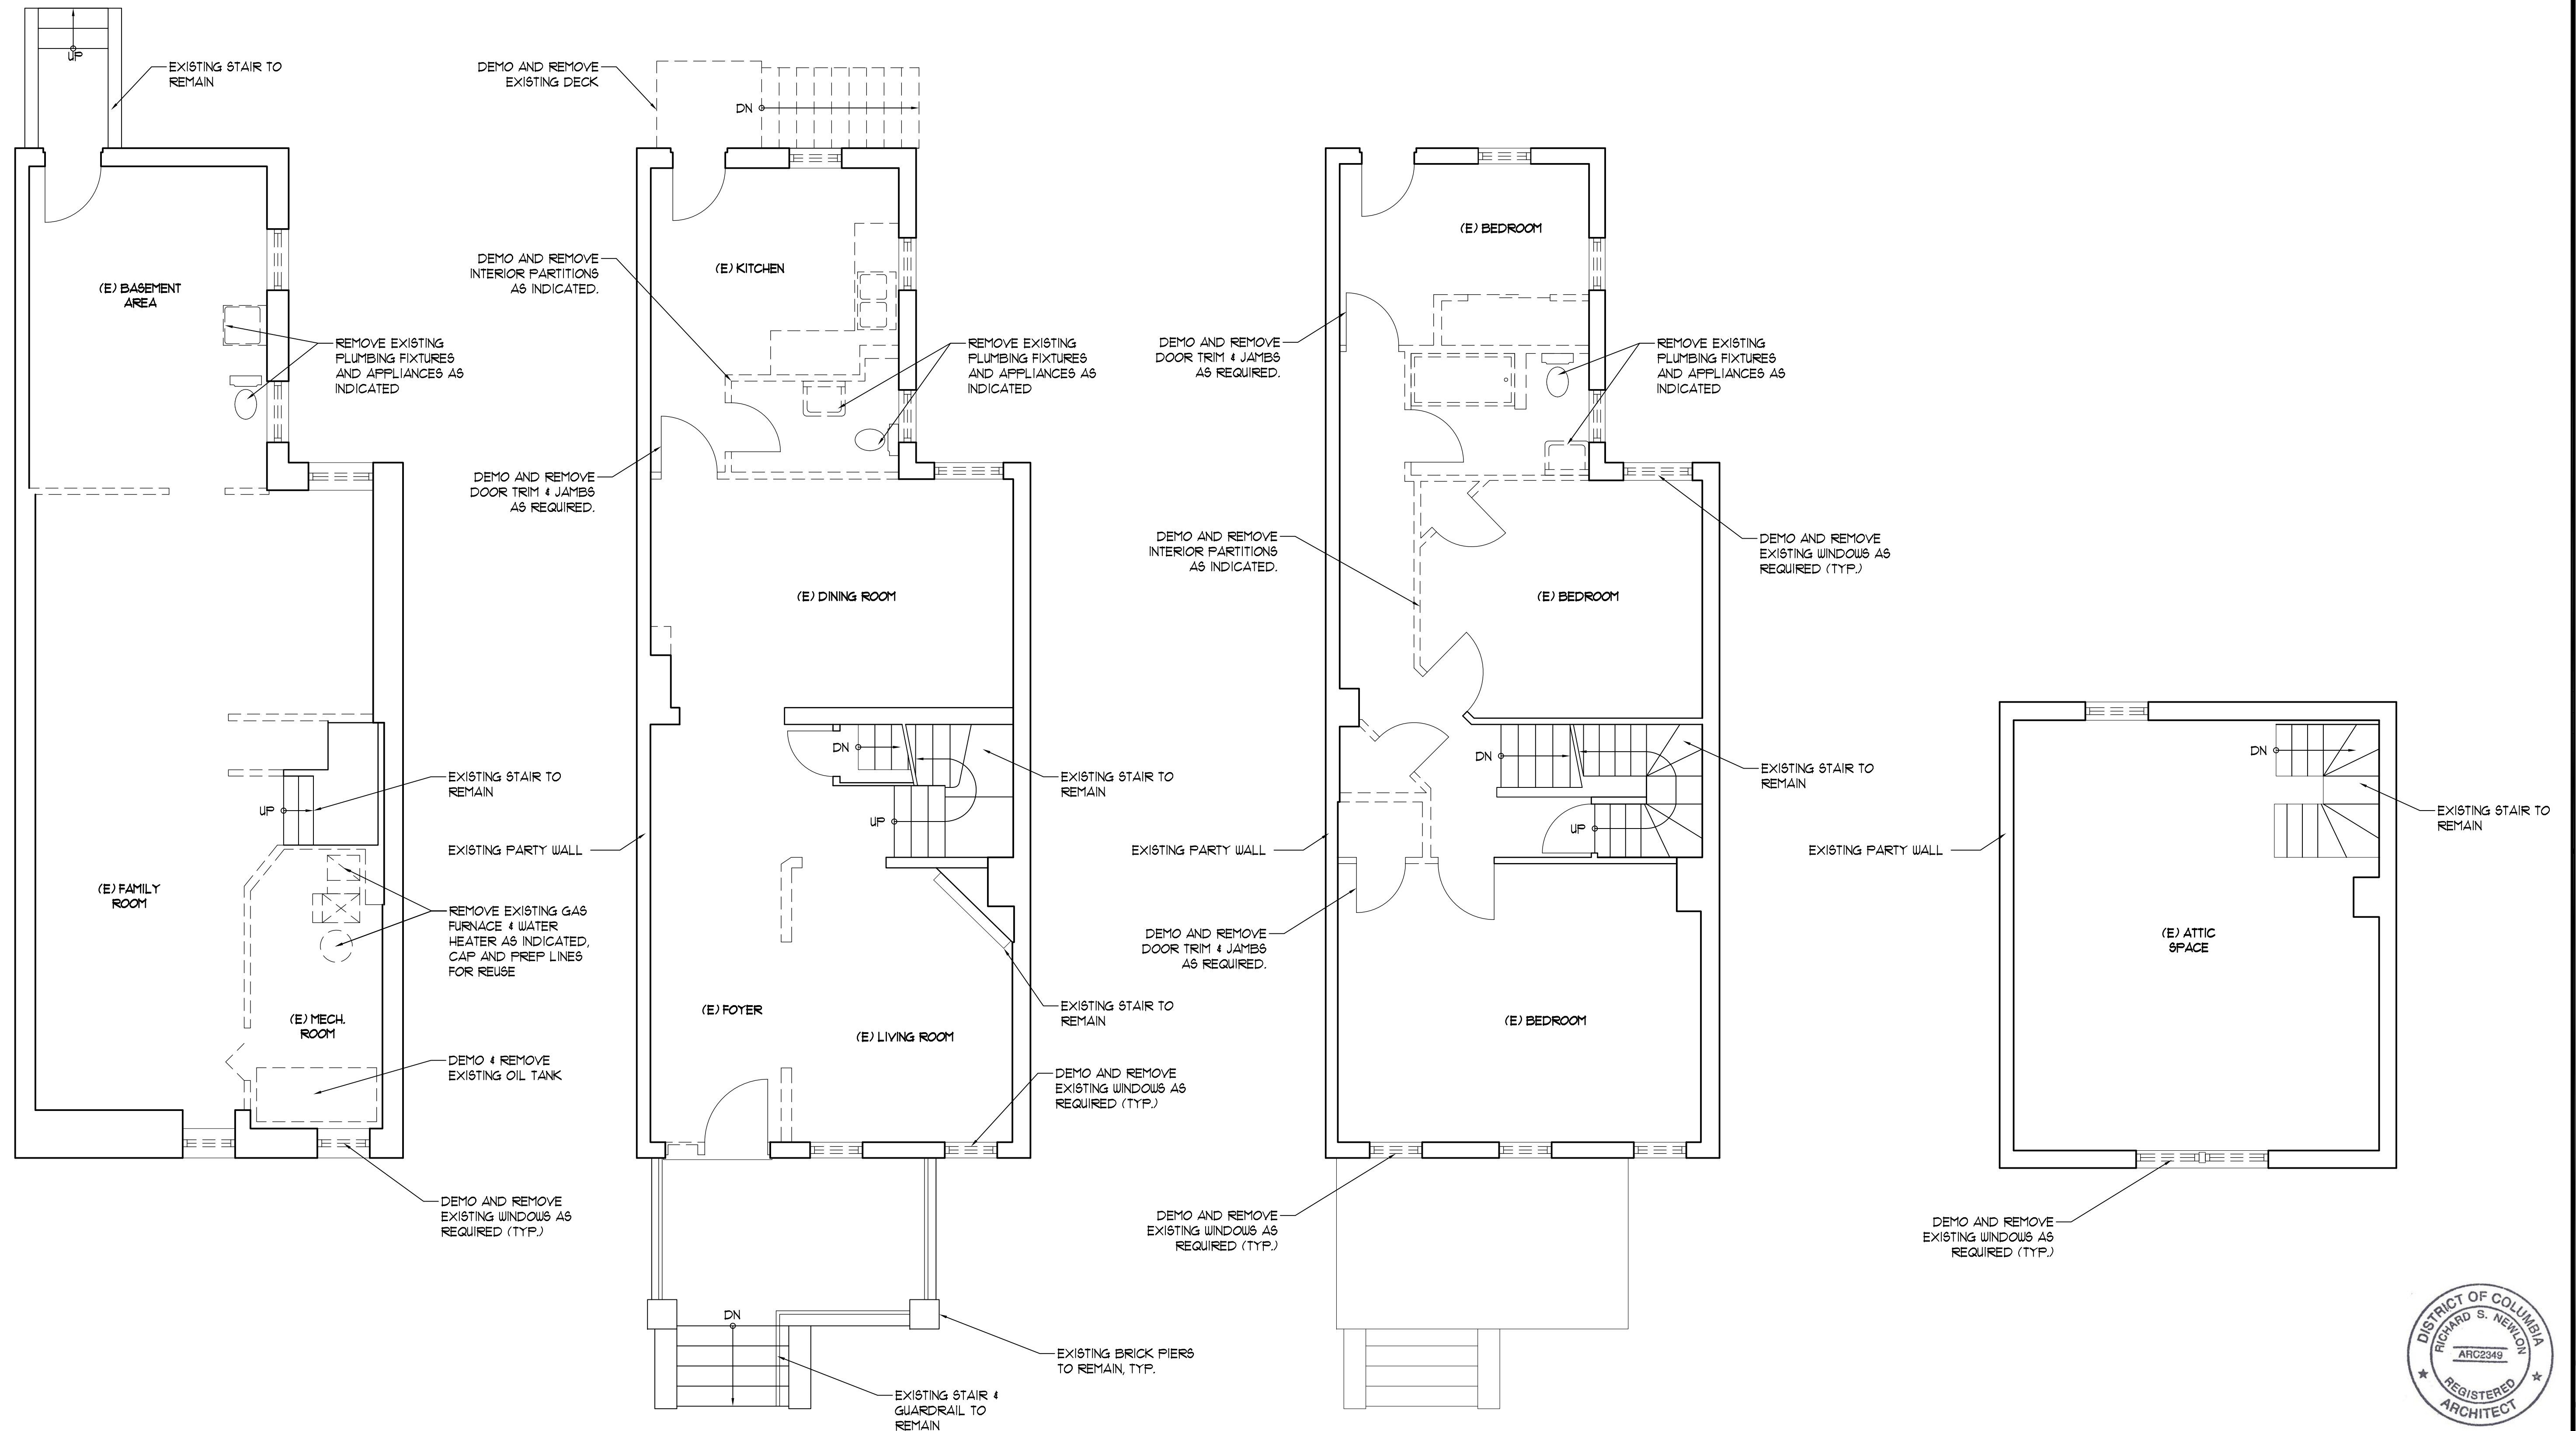 UP
EXISTING STAIR TO
REMAIN
(E) BASEMENT
AREA
REMOVE EXISTING
PLUMBING FIXTURES
AND APPLIANCES AS
INDICATED
EXISTING STAIR TO
REMAIN
UP
(E) FAMILY
ROOM
REMOVE EXISTING GAS
FURNACE & WATER
HEATER AS INDICATED,
CAP AND PREP LINES
FOR REUSE
(E) MECH.
ROOM
DEMO & REMOVE
EXISTING OIL TANK
DEMO AND REMOVE
EXISTING WINDOWS AS
REQUIRED (TYP.)
DEMO AND REMOVE
EXISTING DECK
DN
DEMO AND REMOVE
INTERIOR PARTITIONS
AS INDICATED.
(E) KITCHEN
REMOVE EXISTING
PLUMBING FIXTURES
AND APPLIANCES AS
INDICATED
DEMO AND REMOVE
DOOR TRIM & JAMBS
AS REQUIRED.
(E) DINING ROOM
DN
EXISTING STAIR TO
REMAIN
UP
EXISTING PARTY WALL
EXISTING STAIR TO
REMAIN
(E) FOYER
(E) LIVING ROOM
DEMO AND REMOVE
EXISTING WINDOWS AS
REQUIRED (TYP.)
DN
EXISTING BRICK PIERS
TO REMAIN, TYP.
EXISTING STAIR &
GUARDRAIL TO
REMAIN
(E) BEDROOM
DEMO AND REMOVE
DOOR TRIM & JAMBS
AS REQUIRED.
REMOVE EXISTING
PLUMBING FIXTURES
AND APPLIANCES AS
INDICATED
DEMO AND REMOVE
INTERIOR PARTITIONS
AS INDICATED.
DEMO AND REMOVE
EXISTING WINDOWS AS
REQUIRED (TYP.)
(E) BEDROOM
DN
EXISTING STAIR TO
REMAIN
UP
EXISTING PARTY WALL
DEMO AND REMOVE
DOOR TRIM & JAMBS
AS REQUIRED.
(E) BEDROOM
DEMO AND REMOVE
EXISTING WINDOWS AS
REQUIRED (TYP.)
DN
EXISTING STAIR TO
REMAIN
EXISTING PARTY WALL
(E) ATTIC
SPACE
DEMO AND REMOVE
EXISTING WINDOWS AS
REQUIRED (TYP.)
DISTRICT OF COLUMBIA
RICHARD S. NEWLON
ARC2349
REGISTERED
ARCHITECT